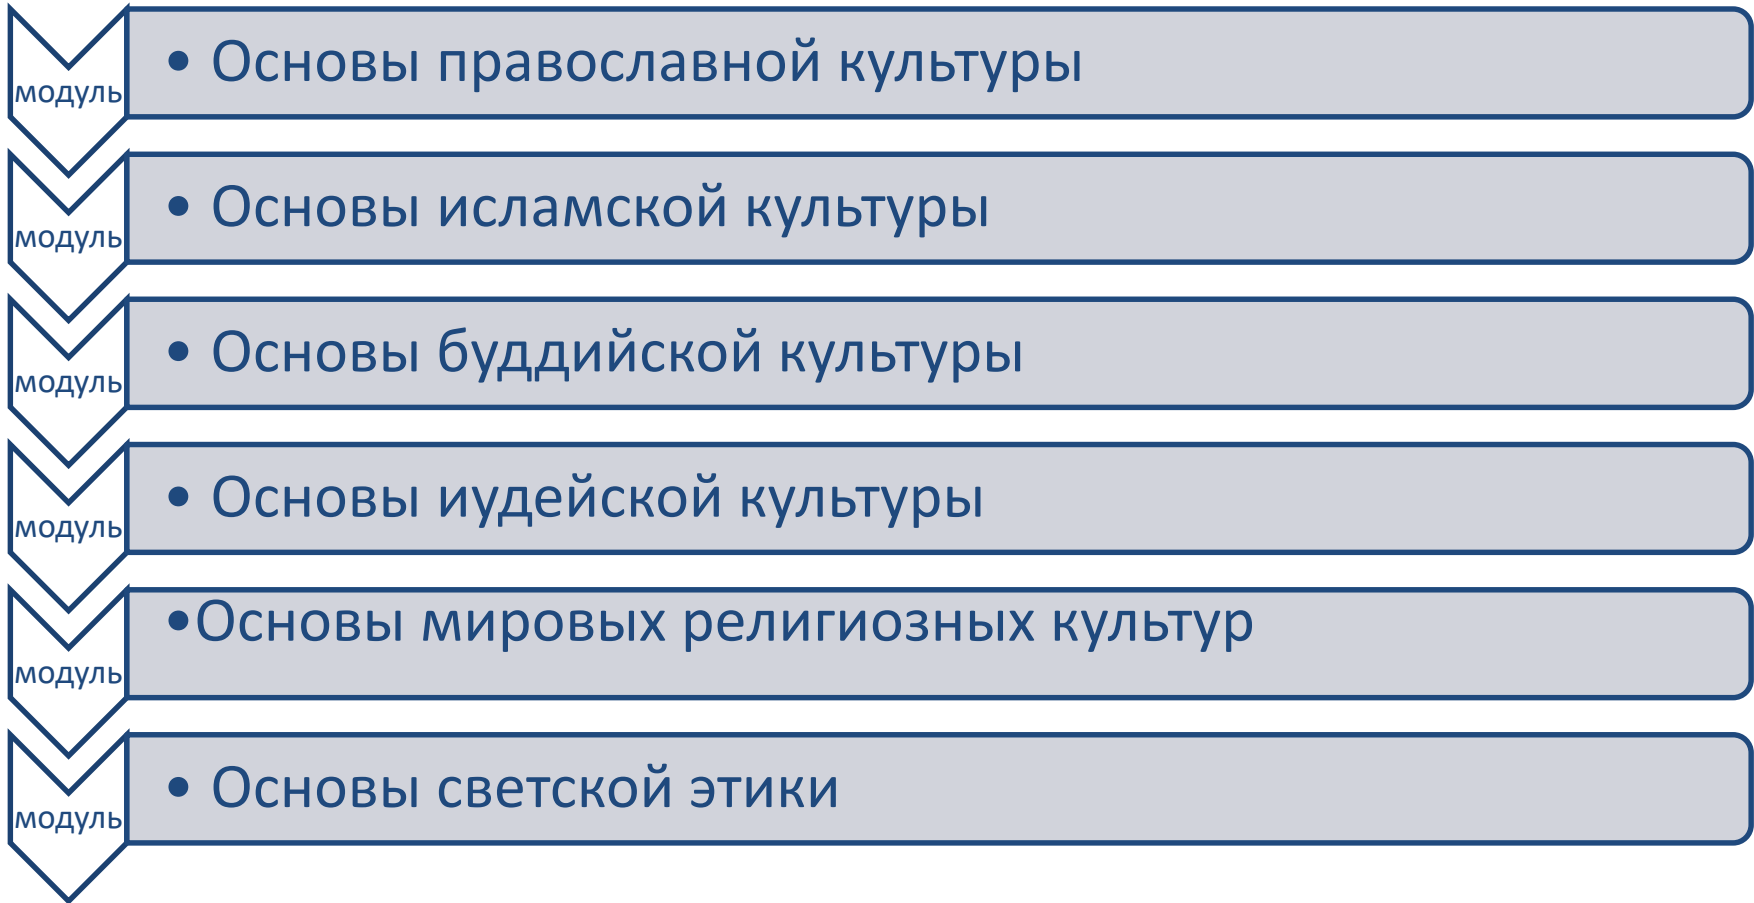 модуль
• Основы православной культуры
модуль
• Основы исламской культуры
модуль
• Основы буддийской культуры
модуль
• Основы иудейской культуры
модуль
•Основы мировых религиозных культур
модуль
• Основы светской этики